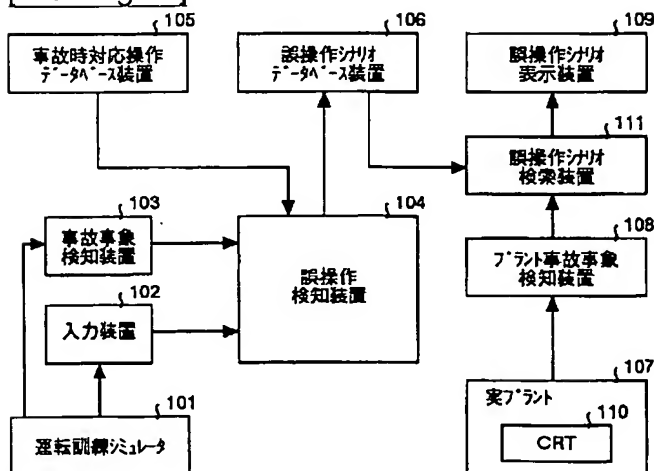 105
事故時対応操作
データベース装置
106
誤操作シナリオ
データベース装置
109
誤操作シナリオ
表示装置
111
誤操作シナリオ
検索装置
103
事故事象
検知装置
104
誤操作
検知装置
108
プラント事故事象
検知装置
102
入力装置
107
実プラント
110
CRT
101
運転訓練シミュレータ